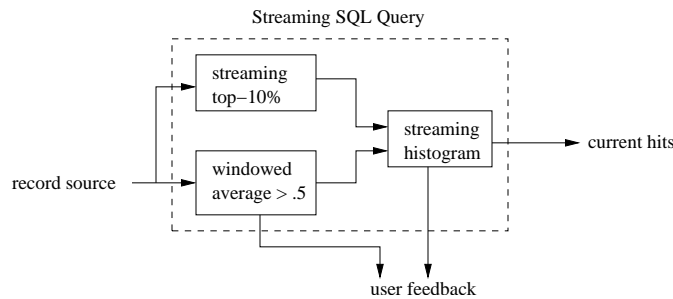 Streaming SQL Query
streaming
top−10%
streaming
histogram
current hits
record source
windowed
average > .5
user feedback